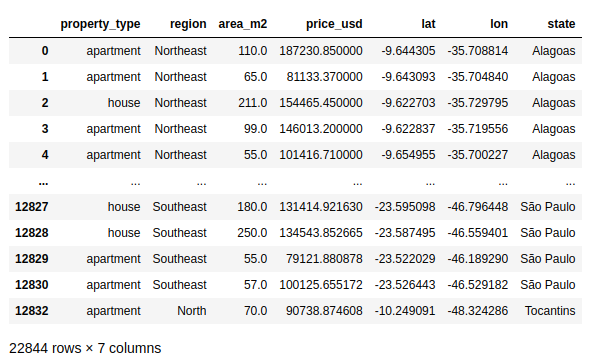 property_type region area_m2 price_usd lat lon state
0 apartment Northeast 110.0 187230.850000 -9.644305 -35.708814 Alagoas
1 apartment Northeast 65.0 81133.370000 -9.643093 -35.704840 Alagoas
2 house Northeast 211.0 154465.450000 -9.622703 -35.729795 Alagoas
3 apartment Northeast 99.0 146013.200000 -9.622837 -35.719556 Alagoas
4 apartment Northeast 55.0 101416.710000 -9.654955 -35.700227 Alagoas
... ... ... ... ... ... ... ...
12827 house Southeast 180.0 131414.921630 -23.595098 -46.796448 São Paulo
12828 house Southeast 250.0 134543.852665 -23.587495 -46.559401 São Paulo
12829 apartment Southeast 55.0 79121.880878 -23.522029 -46.189290 São Paulo
12830 apartment Southeast 57.0 100125.655172 -23.526443 -46.529182 São Paulo
12832 apartment North 70.0 90738.874608 -10.249091 -48.324286 Tocantins
22844 rows × 7 columns